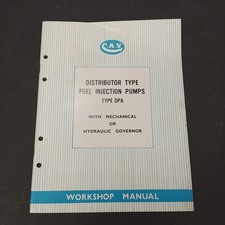 C.A.V.
DISTRIBUTOR TYPE
FUEL INJECTION PUMPS
TYPE DPA
WITH MECHANICAL
OR
HYDRAULIC GOVERNOR
WORKSHOP MANUAL